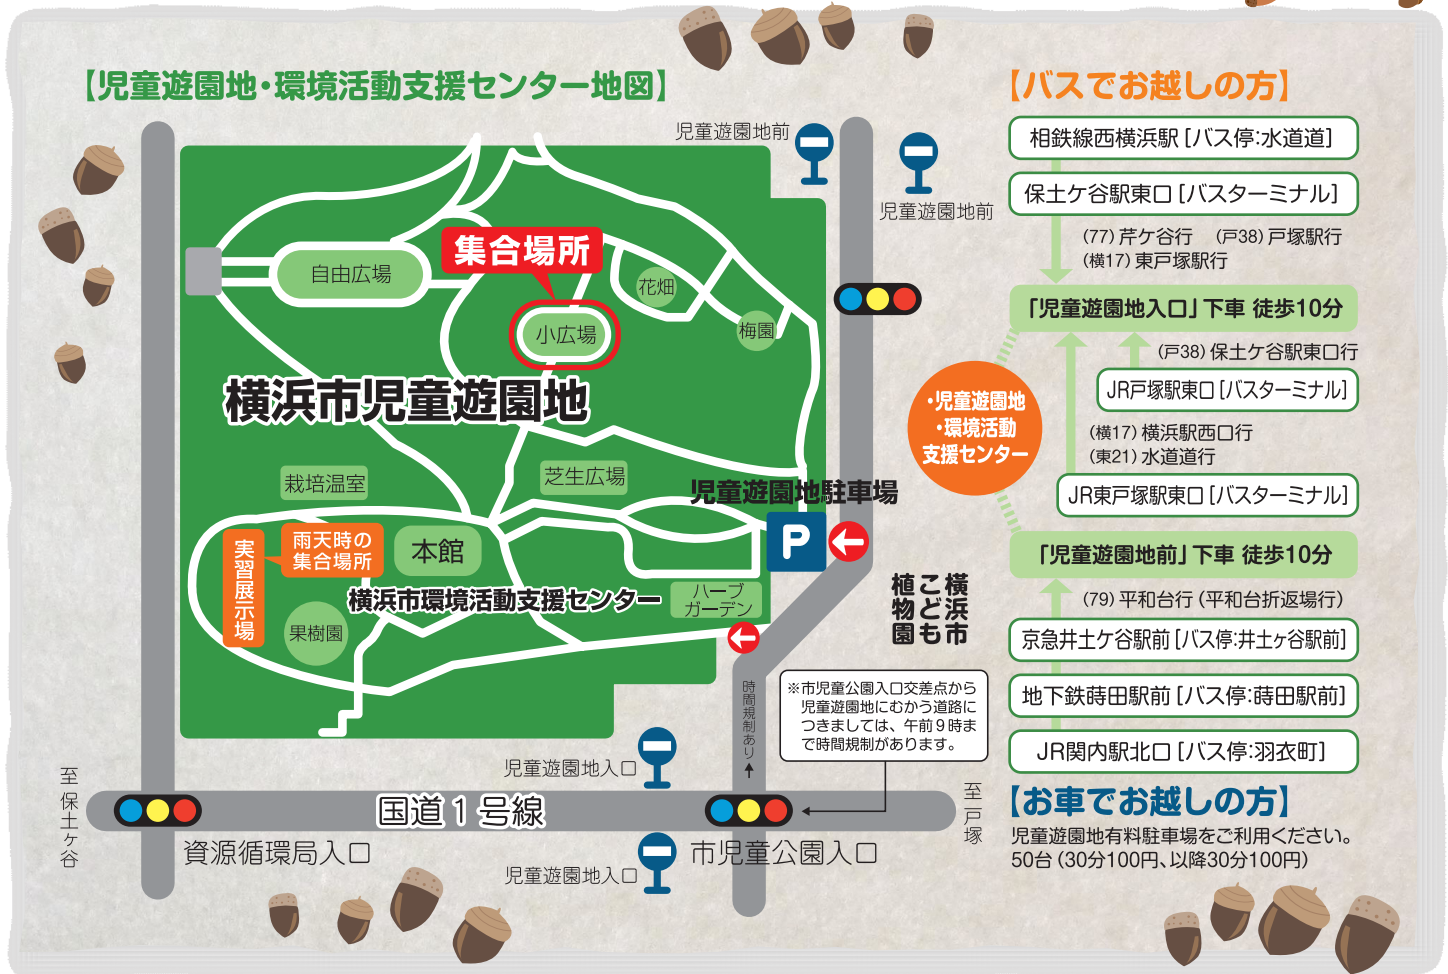 【児童遊園地・環境活動支援センター地図】
児童遊園地前
児童遊園地前
自由広場
集合場所
小広場
花畑
梅園
横浜市児童遊園地
栽培温室
芝生広場
児童遊園地駐車場
P
実習展示場
雨天時の
集合場所
本館
横浜市環境活動支援センター
果樹園
ハーブ
ガーデン
横浜市
こども
植物園
時間規制あり
※市児童公園入口交差点から
児童遊園地にむかう道路に
つきましては、午前9時ま
で時間規制があります。
児童遊園地入口
至 保土ヶ谷
国道1号線
至 戸塚
資源循環局入口
児童遊園地入口
市児童公園入口
【バスでお越しの方】
相鉄線西横浜駅 [バス停:水道道]
保土ケ谷駅東口 [バスターミナル]
(77) 芹ケ谷行 (戸38) 戸塚駅行
(横17) 東戸塚駅行
「児童遊園地入口」下車 徒歩10分
(戸38) 保土ケ谷駅東口行
JR戸塚駅東口 [バスターミナル]
・児童遊園地
・環境活動
支援センター
(横17) 横浜駅西口行
(東21) 水道道行
JR東戸塚駅東口 [バスターミナル]
「児童遊園地前」下車 徒歩10分
(79) 平和台行 (平和台折返場行)
京急井土ケ谷駅前 [バス停:井土ヶ谷駅前]
地下鉄蒔田駅前 [バス停:蒔田駅前]
JR関内駅北口 [バス停:羽衣町]
【お車でお越しの方】
児童遊園地有料駐車場をご利用ください。
50台 (30分100円、以降30分100円)